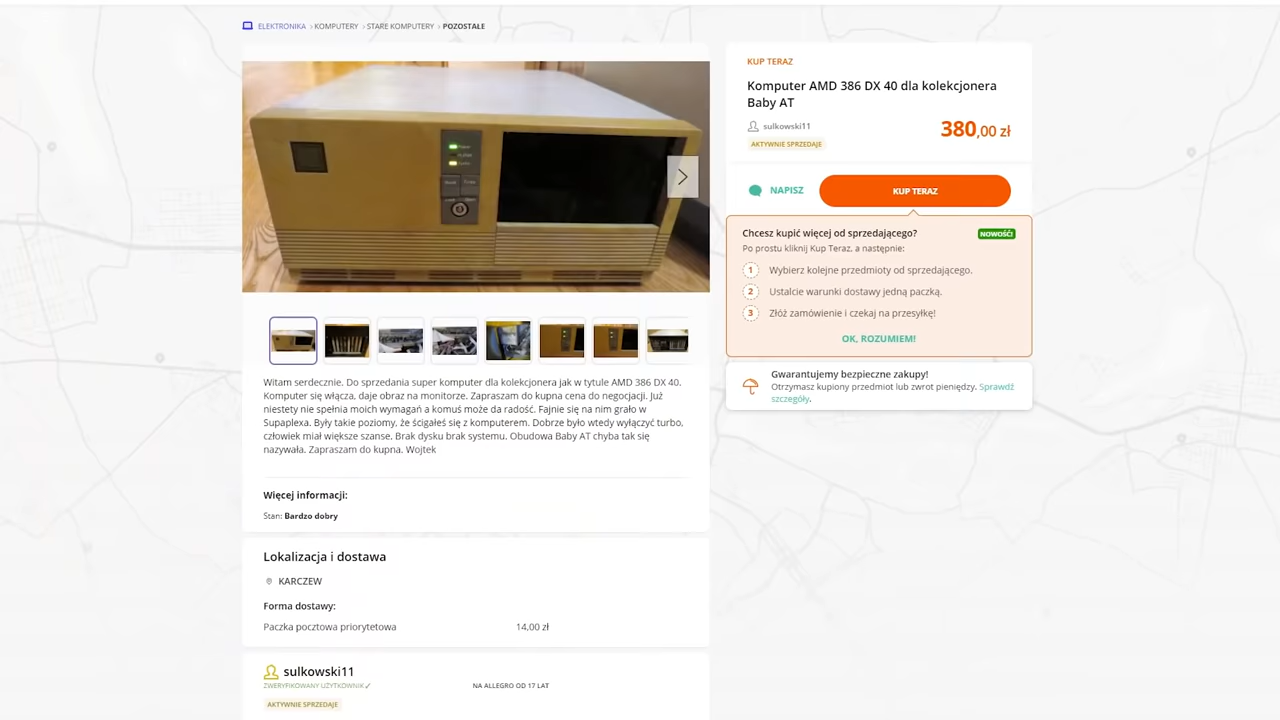 ELEKTRONIKA > KOMPUTERY > STARE KOMPUTERY > POZOSTAŁE
KUP TERAZ
Komputer AMD 386 DX 40 dla kolekcjonera
Baby AT
sulkowski11
380,00 zł
AKTYWNIE SPRZEDAJE
NAPISZ
KUP TERAZ
Chcesz kupić więcej od sprzedającego?
NOWOŚĆ!
Po prostu kliknij Kup Teraz, a następnie:
1 Wybierz kolejne przedmioty od sprzedającego.
2 Ustalcie warunki dostawy jedną paczką.
3 Złóż zamówienie i czekaj na przesyłkę!
OK, ROZUMIEM!
Gwarantujemy bezpieczne zakupy!
Otrzymasz kupiony przedmiot lub zwrot pieniędzy. Sprawdź
szczegóły.
Witam serdecznie. Do sprzedania super komputer dla kolekcjonera jak w tytule AMD 386 DX 40.
Komputer się włącza, daje obraz na monitorze. Zapraszam do kupna cena do negocjacji. Już
niestety nie spełnia moich wymagań a komuś może da radość. Fajnie się na nim grało w
Supaplexa. Były takie poziomy, że ścigałeś się z komputerem. Dobrze było wtedy wyłączyć turbo,
człowiek miał większe szanse. Brak dysku brak systemu. Obudowa Baby AT chyba tak się
nazywała. Zapraszam do kupna. Wojtek
Więcej informacji:
Stan: Bardzo dobry
Lokalizacja i dostawa
KARCZEW
Forma dostawy:
Paczka pocztowa priorytetowa 14,00 zł
sulkowski11
ZWERYFIKOWANY UŻYTKOWNIK✓
NA ALLEGRO OD 17 LAT
AKTYWNIE SPRZEDAJE